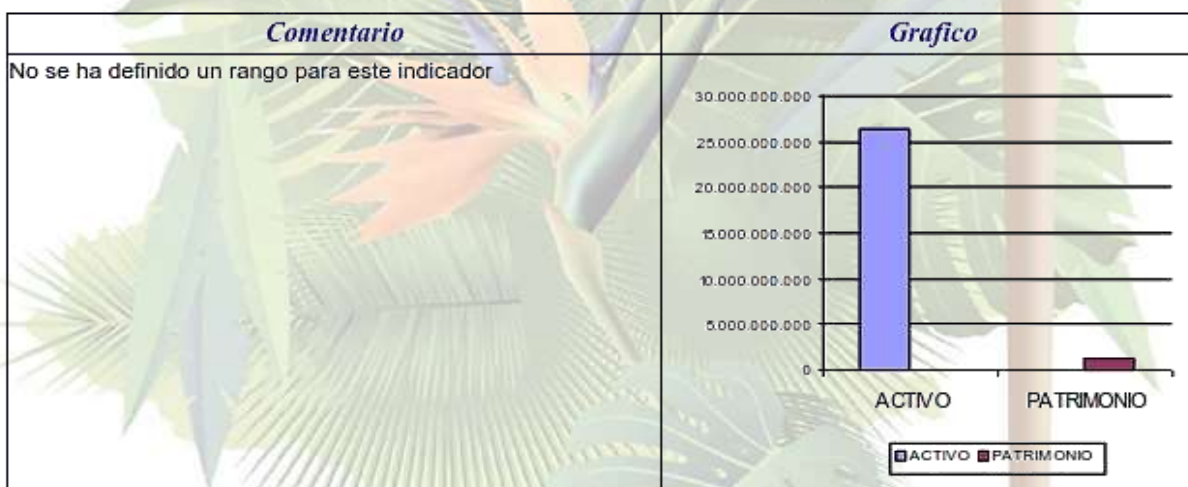 Comentario
Grafico
No se ha definido un rango para este indicador
30.000.000.000
25.000.000.000
20.000.000.000
15.000.000.000
10.000.000.000
5.000.000.000
0
ACTIVO PATRIMONIO
ACTIVO PATRIMONIO